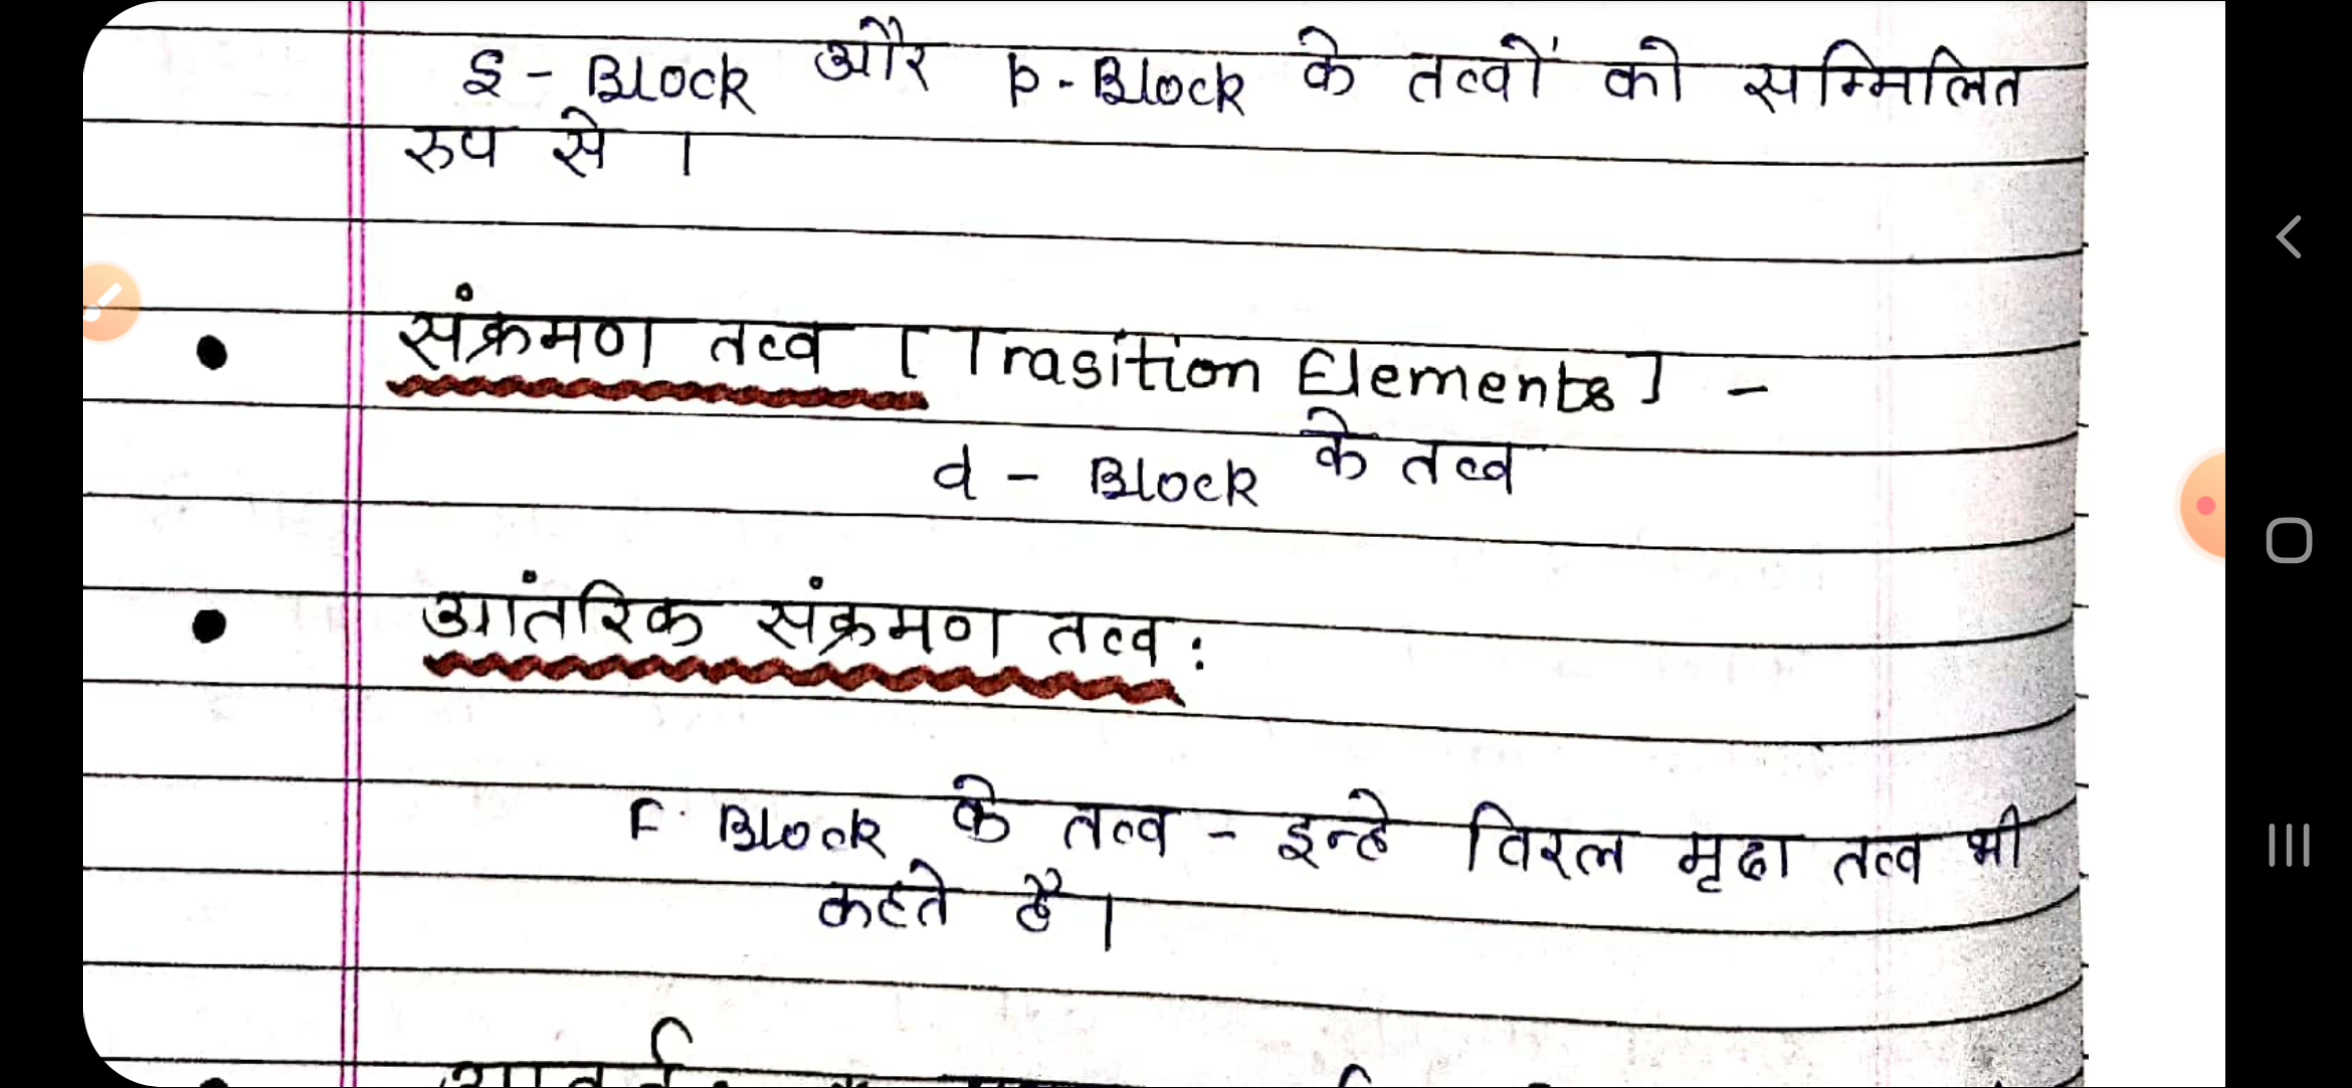 s - Block और p - Block के तत्वों को सम्मिलित
रुप से ।
संक्रमण तत्व [Trasition Elements] -
d - Block के तत्व
आंतरिक संक्रमण तत्व :
F. Block के तत्व - इन्हे विरल मृदा तत्व भी
कहते है ।